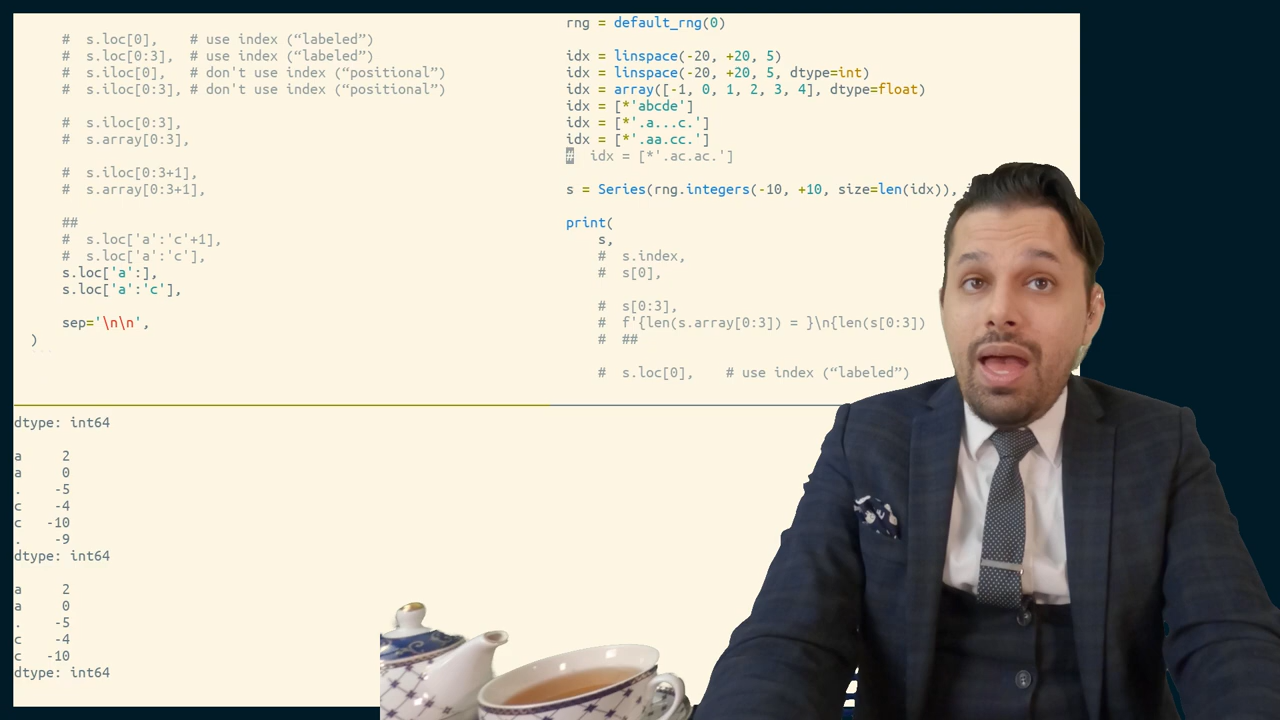 #  s.loc[0],    # use index (“labeled”)
#  s.loc[0:3],  # use index (“labeled”)
#  s.iloc[0],   # don't use index (“positional”)
#  s.iloc[0:3], # don't use index (“positional”)
#  s.iloc[0:3],
#  s.array[0:3],
#  s.iloc[0:3+1],
#  s.array[0:3+1],
##
#  s.loc['a':'c'+1],
#  s.loc['a':'c'],
s.loc['a':],
s.loc['a':'c'],
sep='\n\n',
)
rng = default_rng(0)
idx = linspace(-20, +20, 5)
idx = linspace(-20, +20, 5, dtype=int)
idx = array([-1, 0, 1, 2, 3, 4], dtype=float)
idx = [*'abcde']
idx = [*'.a...c.']
idx = [*'.aa.cc.']
#  idx = [*'.ac.ac.']
s = Series(rng.integers(-10, +10, size=len(idx)),
print(
s,
#  s.index,
#  s[0],
#  s[0:3],
#  f'{len(s.array[0:3]) = }\n{len(s[0:3])
#  ##
#  s.loc[0],    # use index (“labeled”)
dtype: int64
a     2
a     0
.    -5
c    -4
c   -10
.    -9
dtype: int64
a     2
a     0
.    -5
c    -4
c   -10
dtype: int64